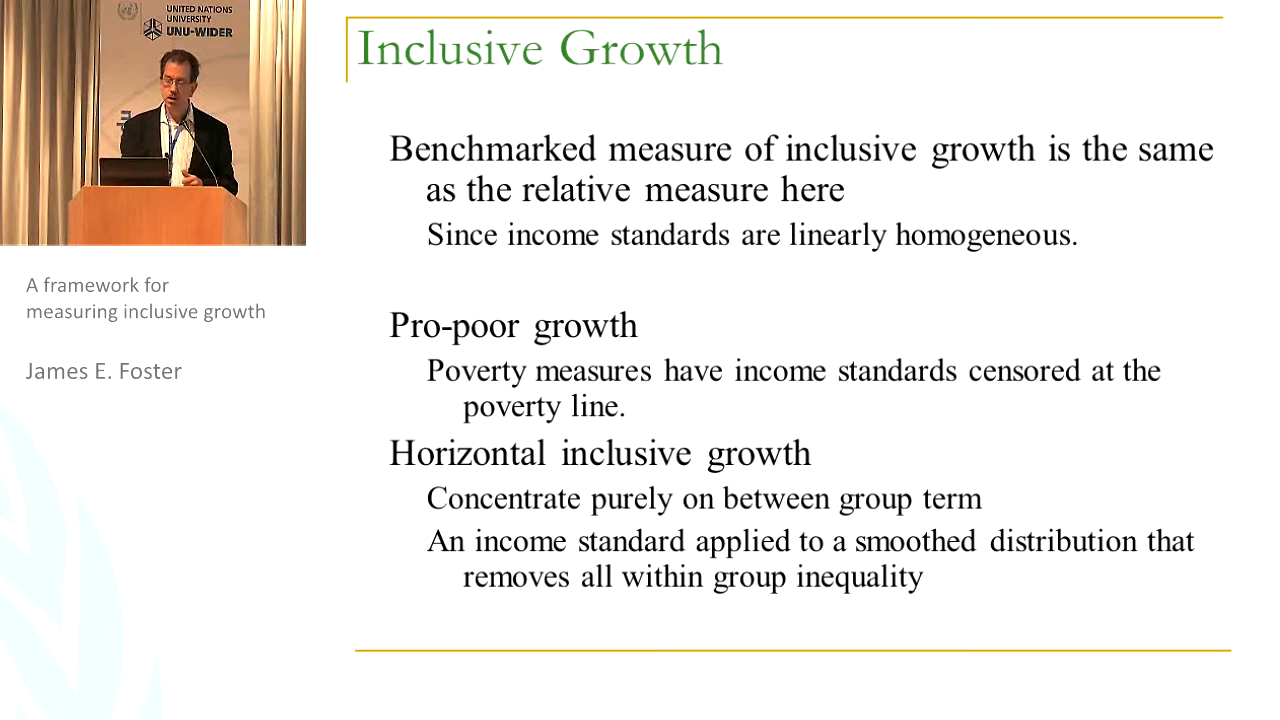 UNITED NATIONS
UNIVERSITY
UNU-WIDER
A framework for
measuring inclusive growth
James E. Foster
Inclusive Growth
Benchmarked measure of inclusive growth is the same
as the relative measure here
Since income standards are linearly homogeneous.
Pro-poor growth
Poverty measures have income standards censored at the
poverty line.
Horizontal inclusive growth
Concentrate purely on between group term
An income standard applied to a smoothed distribution that
removes all within group inequality